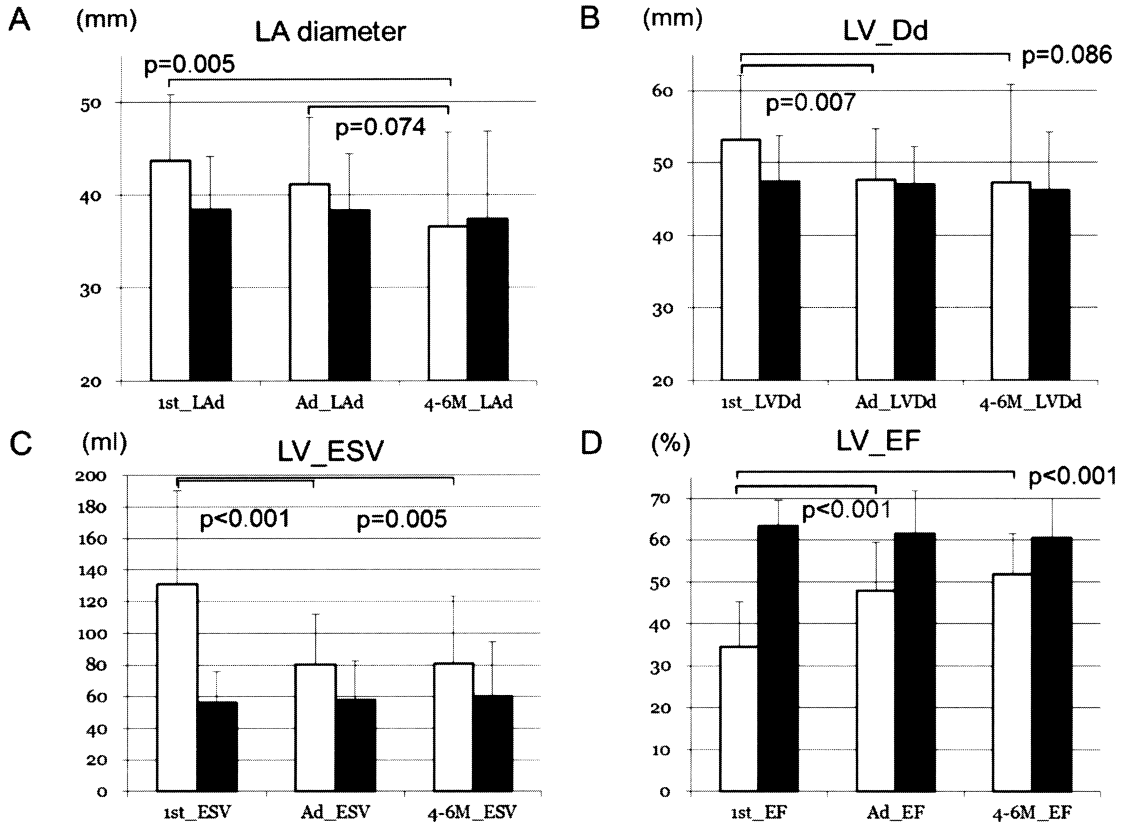 A (mm) LA diameter
p=0.005
50
p=0.074
40
30
20
1st_LAd Ad_LAd 4-6M_LAd
B (mm) LV_Dd
p=0.086
60
p=0.007
50
40
30
20
1st_LVDd Ad_LVDd 4-6M_LVDd
C (ml) LV_ESV
200
180
p<0.001 p=0.005
160
140
120
100
80
60
40
20
0
1st_ESV Ad_ESV 4-6M_ESV
D (%) LV_EF
p<0.001
70
p<0.001
60
50
40
30
20
10
0
1st_EF Ad_EF 4-6M_EF